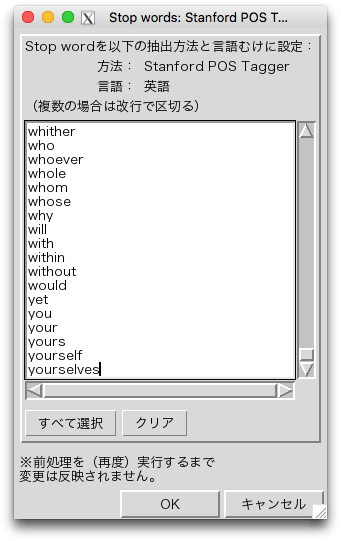 Stop words: Stanford POS T...
Stop wordを以下の抽出方法と言語むけに設定：
方法： Stanford POS Tagger
言語： 英語
（複数の場合は改行で区切る）
whither
who
whoever
whole
whom
whose
why
will
with
within
without
would
yet
you
your
yours
yourself
yourselves
すべて選択 クリア
※前処理を（再度）実行するまで
変更は反映されません。
OK キャンセル